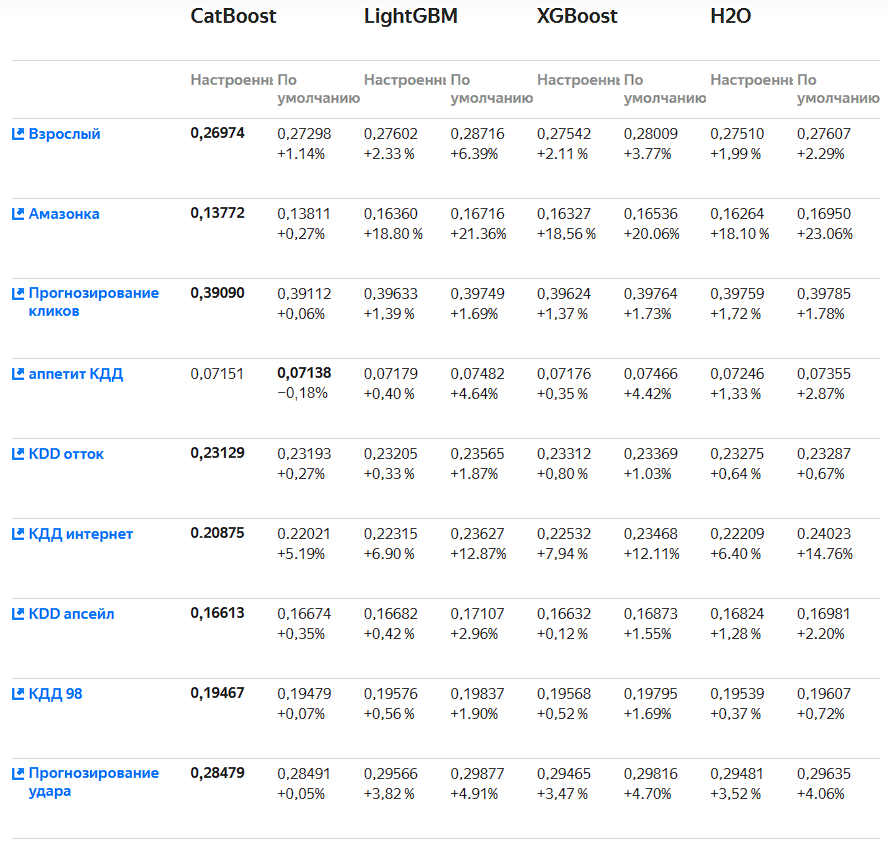 CatBoost LightGBM XGBoost H2O
Настроенн По Настроенн По Настроенн По Настроенн По
умолчанию умолчанию умолчанию умолчанию
Взрослый 0,26974 0,27298 0,27602 0,28716 0,27542 0,28009 0,27510 0,27607
+1.14% +2.33 % +6.39% +2.11 % +3.77% +1,99 % +2.29%
Амазонка 0,13772 0,13811 0,16360 0,16716 0,16327 0,16536 0,16264 0,16950
+0,27% +18.80 % +21.36% +18,56 % +20.06% +18.10 % +23.06%
Прогнозирование 0,39090 0,39112 0,39633 0,39749 0,39624 0,39764 0,39759 0,39785
кликов +0,06% +1,39 % +1.69% +1,37 % +1.73% +1,72 % +1.78%
аппетит КДД 0,07151 0,07138 0,07179 0,07482 0,07176 0,07466 0,07246 0,07355
−0,18% +0,40 % +4.64% +0,35 % +4.42% +1,33 % +2.87%
KDD отток 0,23129 0,23193 0,23205 0,23565 0,23312 0,23369 0,23275 0,23287
+0,27% +0,33 % +1.87% +0,80 % +1.03% +0,64 % +0,67%
КДД интернет 0.20875 0.22021 0,22315 0,23627 0,22532 0,23468 0,22209 0.24023
+5.19% +6.90 % +12.87% +7,94 % +12.11% +6.40 % +14.76%
KDD апсейл 0,16613 0,16674 0,16682 0,17107 0,16632 0,16873 0,16824 0,16981
+0,35% +0,42 % +2.96% +0,12 % +1.55% +1,28 % +2.20%
КДД 98 0,19467 0,19479 0,19576 0,19837 0,19568 0,19795 0,19539 0,19607
+0,07% +0,56 % +1.90% +0,52 % +1.69% +0,37 % +0,72%
Прогнозирование 0,28479 0,28491 0,29566 0,29877 0,29465 0,29816 0,29481 0,29635
удара +0,05% +3,82 % +4.91% +3,47 % +4.70% +3,52 % +4.06%